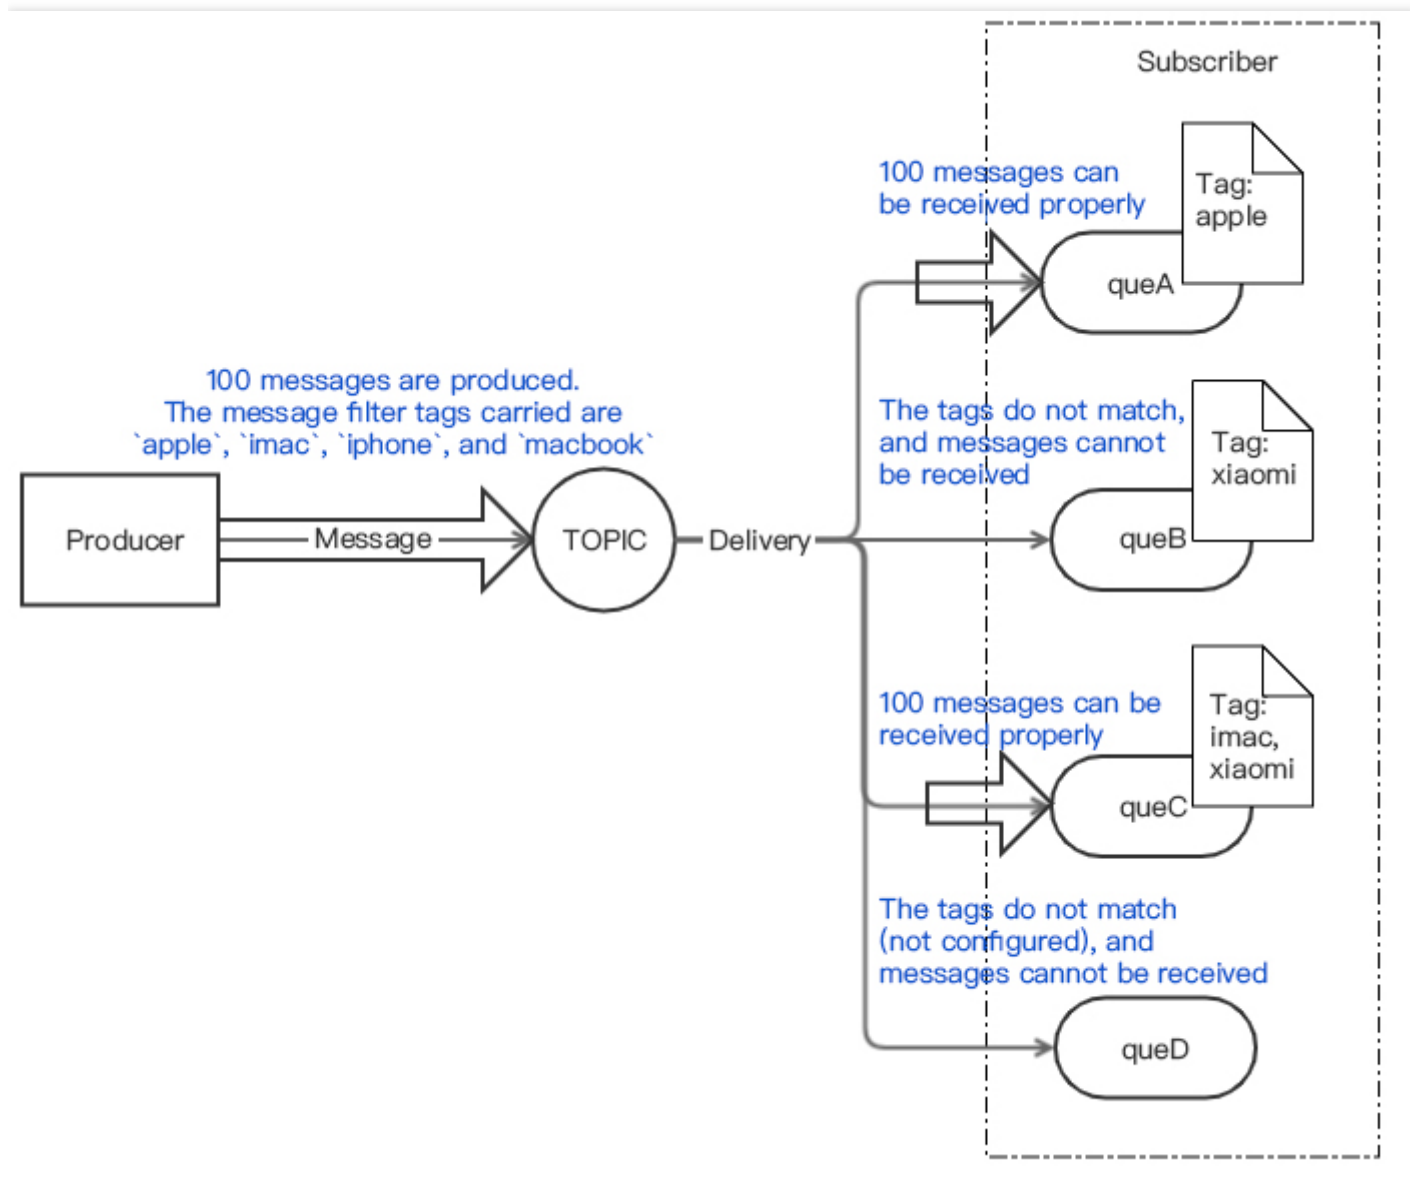 Subscriber
100 messages can
be received properly
Tag:
apple
queA
100 messages are produced.
The message filter tags carried are
`apple`, `imac`, `iphone`, and `macbook`
The tags do not match,
and messages cannot
be received
Tag:
xiaomi
Producer
Message
TOPIC
Delivery
queB
100 messages can be
received properly
Tag:
imac,
xiaomi
queC
The tags do not match
(not configured), and
messages cannot be received
queD